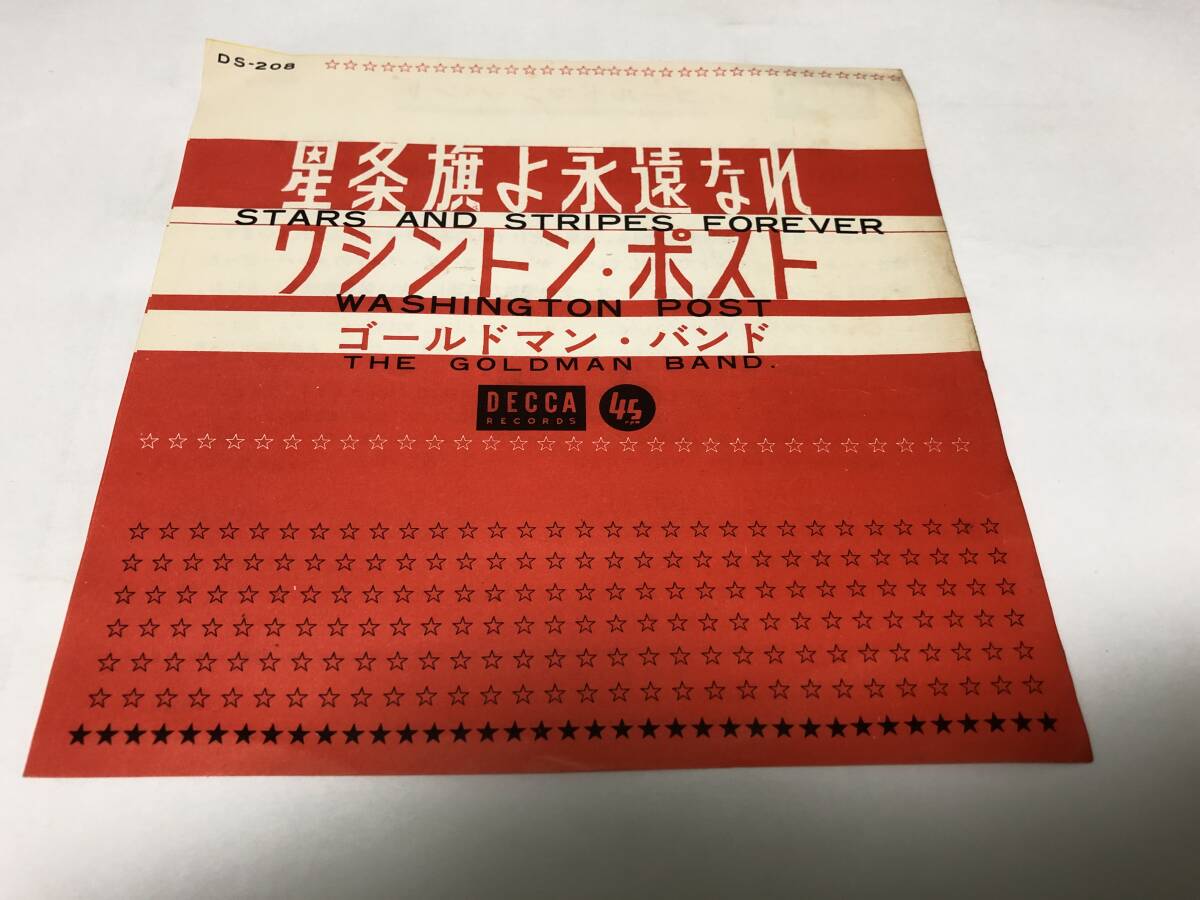 DS-208
星条旗よ永遠なれ
STARS AND STRIPES FOREVER
ワシントン・ポスト
WASHINGTON POST
ゴールドマン・バンド
THE GOLDMAN BAND.
DECCA
RECORDS
45
rpm